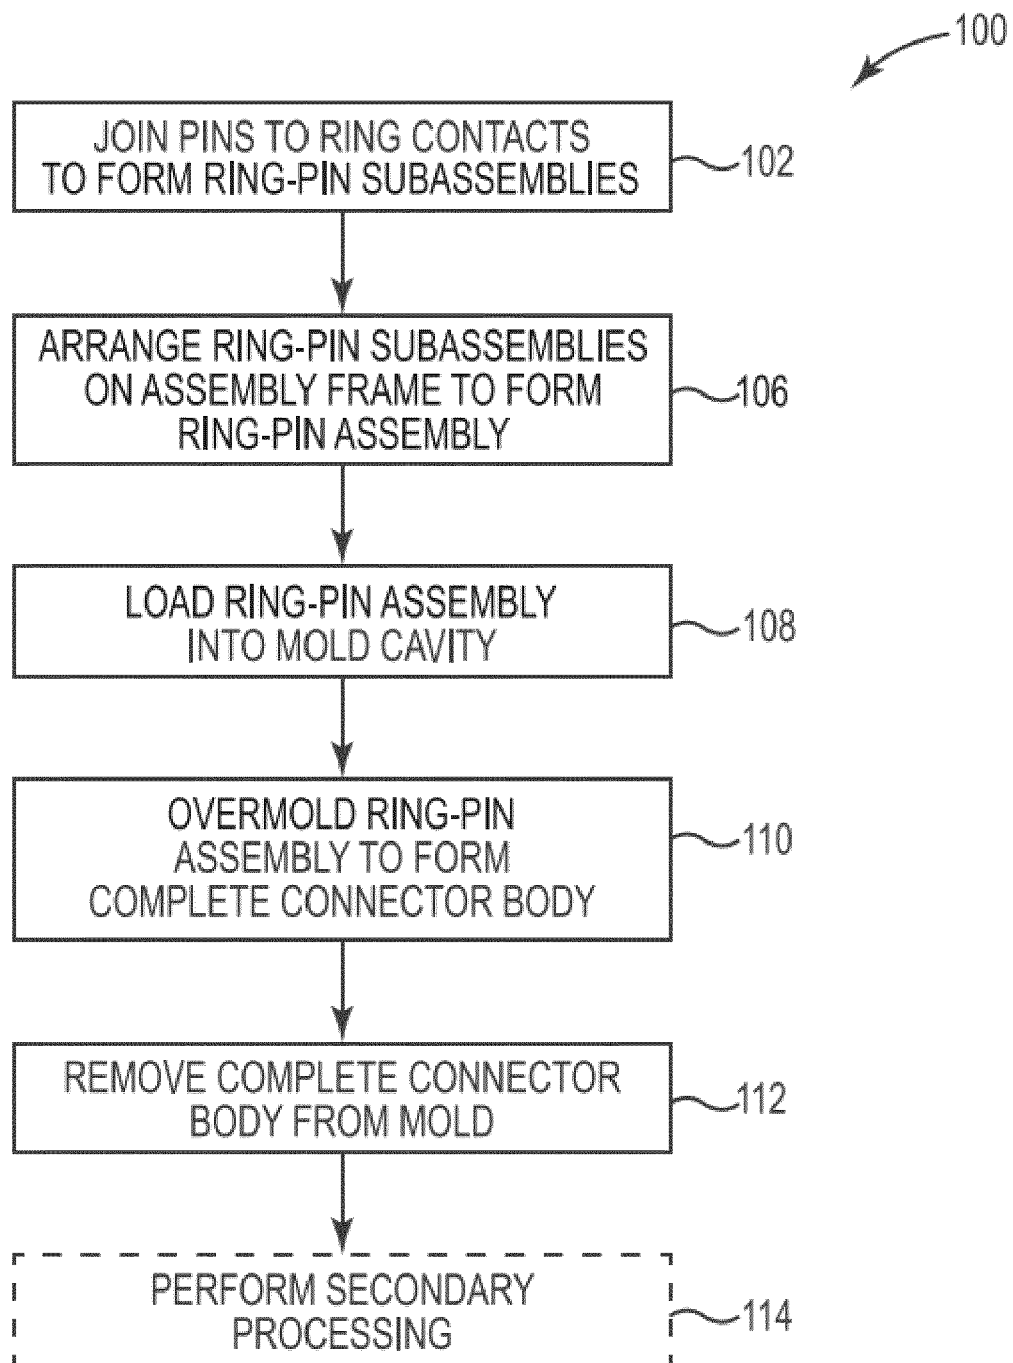 100
JOIN PINS TO RING CONTACTS
TO FORM RING-PIN SUBASSEMBLIES
102
ARRANGE RING-PIN SUBASSEMBLIES
ON ASSEMBLY FRAME TO FORM
RING-PIN ASSEMBLY
106
LOAD RING-PIN ASSEMBLY
INTO MOLD CAVITY
108
OVERMOLD RING-PIN
ASSEMBLY TO FORM
COMPLETE CONNECTOR BODY
110
REMOVE COMPLETE CONNECTOR
BODY FROM MOLD
112
PERFORM SECONDARY
PROCESSING
114